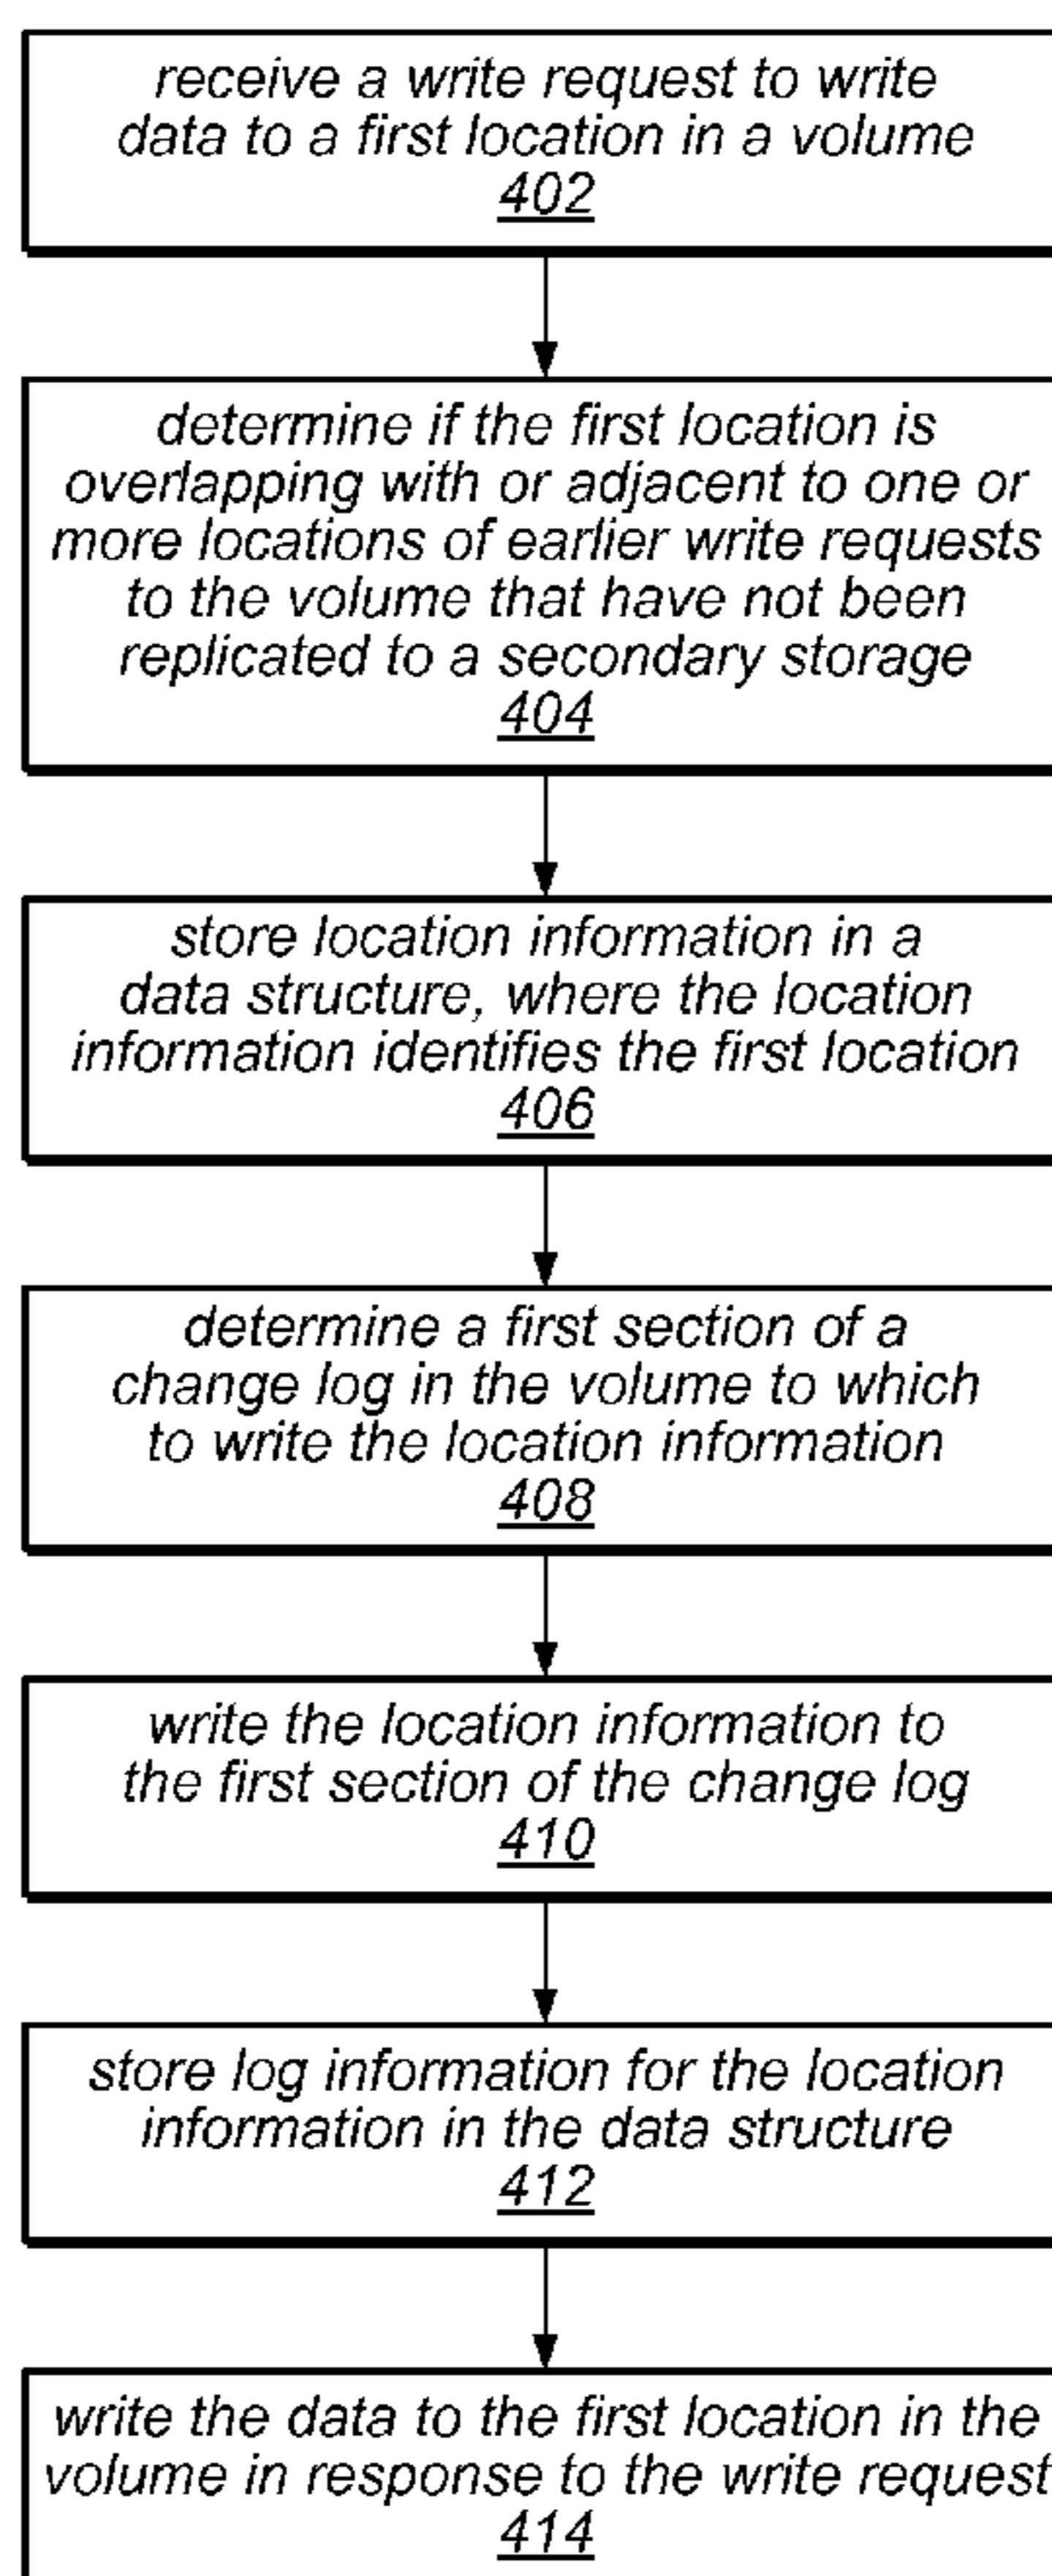 receive a write request to write
data to a first location in a volume
402
determine if the first location is
overlapping with or adjacent to one or
more locations of earlier write requests
to the volume that have not been
replicated to a secondary storage
404
store location information in a
data structure, where the location
information identifies the first location
406
determine a first section of a
change log in the volume to which
to write the location information
408
write the location information to
the first section of the change log
410
store log information for the location
information in the data structure
412
write the data to the first location in the
volume in response to the write request
414